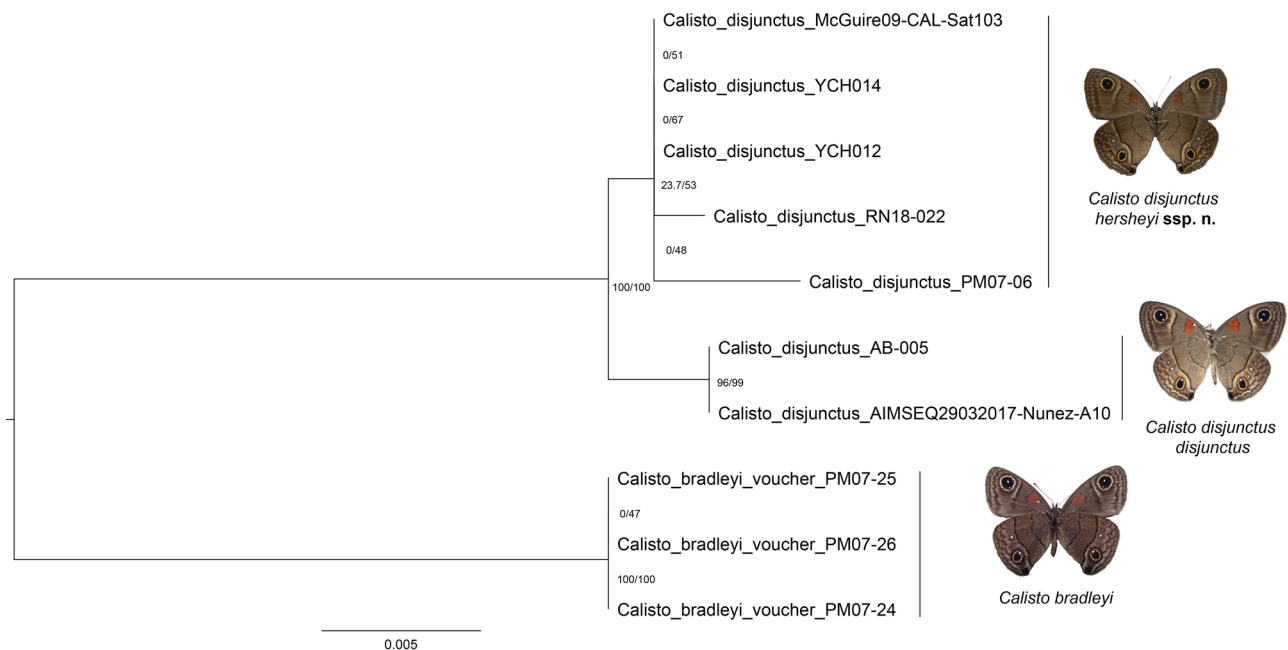 Calisto_disjunctus_McGuire09-CAL-Sat103
0/51
Calisto_disjunctus_YCH014
0/67
Calisto_disjunctus_YCH012
23.7/53
Calisto_disjunctus_RN18-022
0/48
Calisto_disjunctus_PM07-06
100/100
Calisto disjunctus
hersheyi ssp. n.
Calisto_disjunctus_AB-005
96/99
Calisto_disjunctus_AIMSEQ29032017-Nunez-A10
Calisto disjunctus
disjunctus
Calisto_bradleyi_voucher_PM07-25
0/47
Calisto_bradleyi_voucher_PM07-26
100/100
Calisto_bradleyi_voucher_PM07-24
Calisto bradleyi
0.005